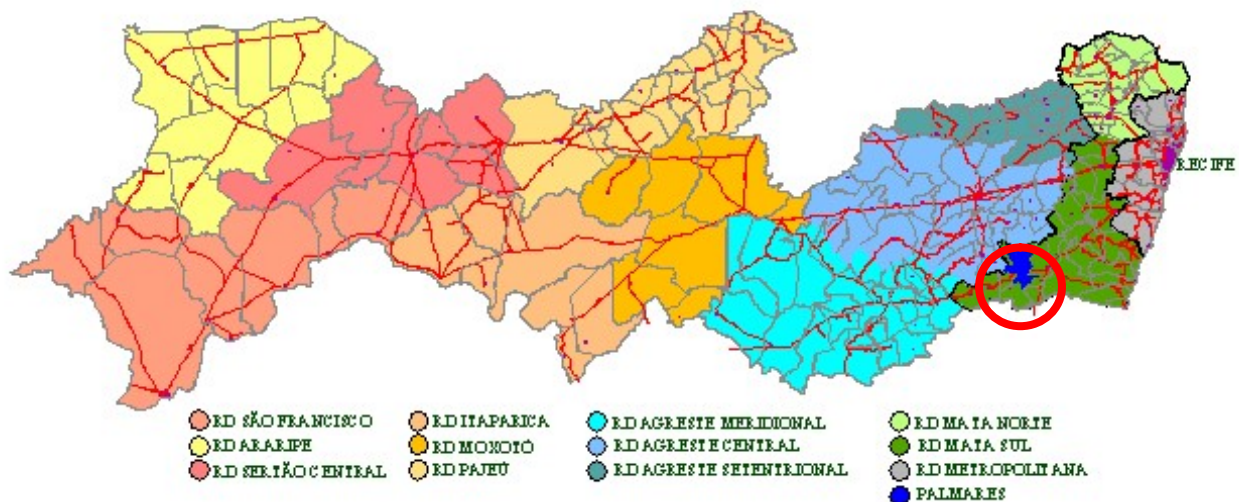 RECIFE
RD SÃO FRANCISCO
RD ARARIPE
RD SERTÃO CENTRAL
RD ITAPARICA
RD MOXOTÓ
RD PAJEÚ
RD AGRESTE MERIDIONAL
RD AGRESTE CENTRAL
RD AGRESTE SETENTRIONAL
RD MATA NORTE
RD MATA SUL
RD METROPOLITANA
PALMARES